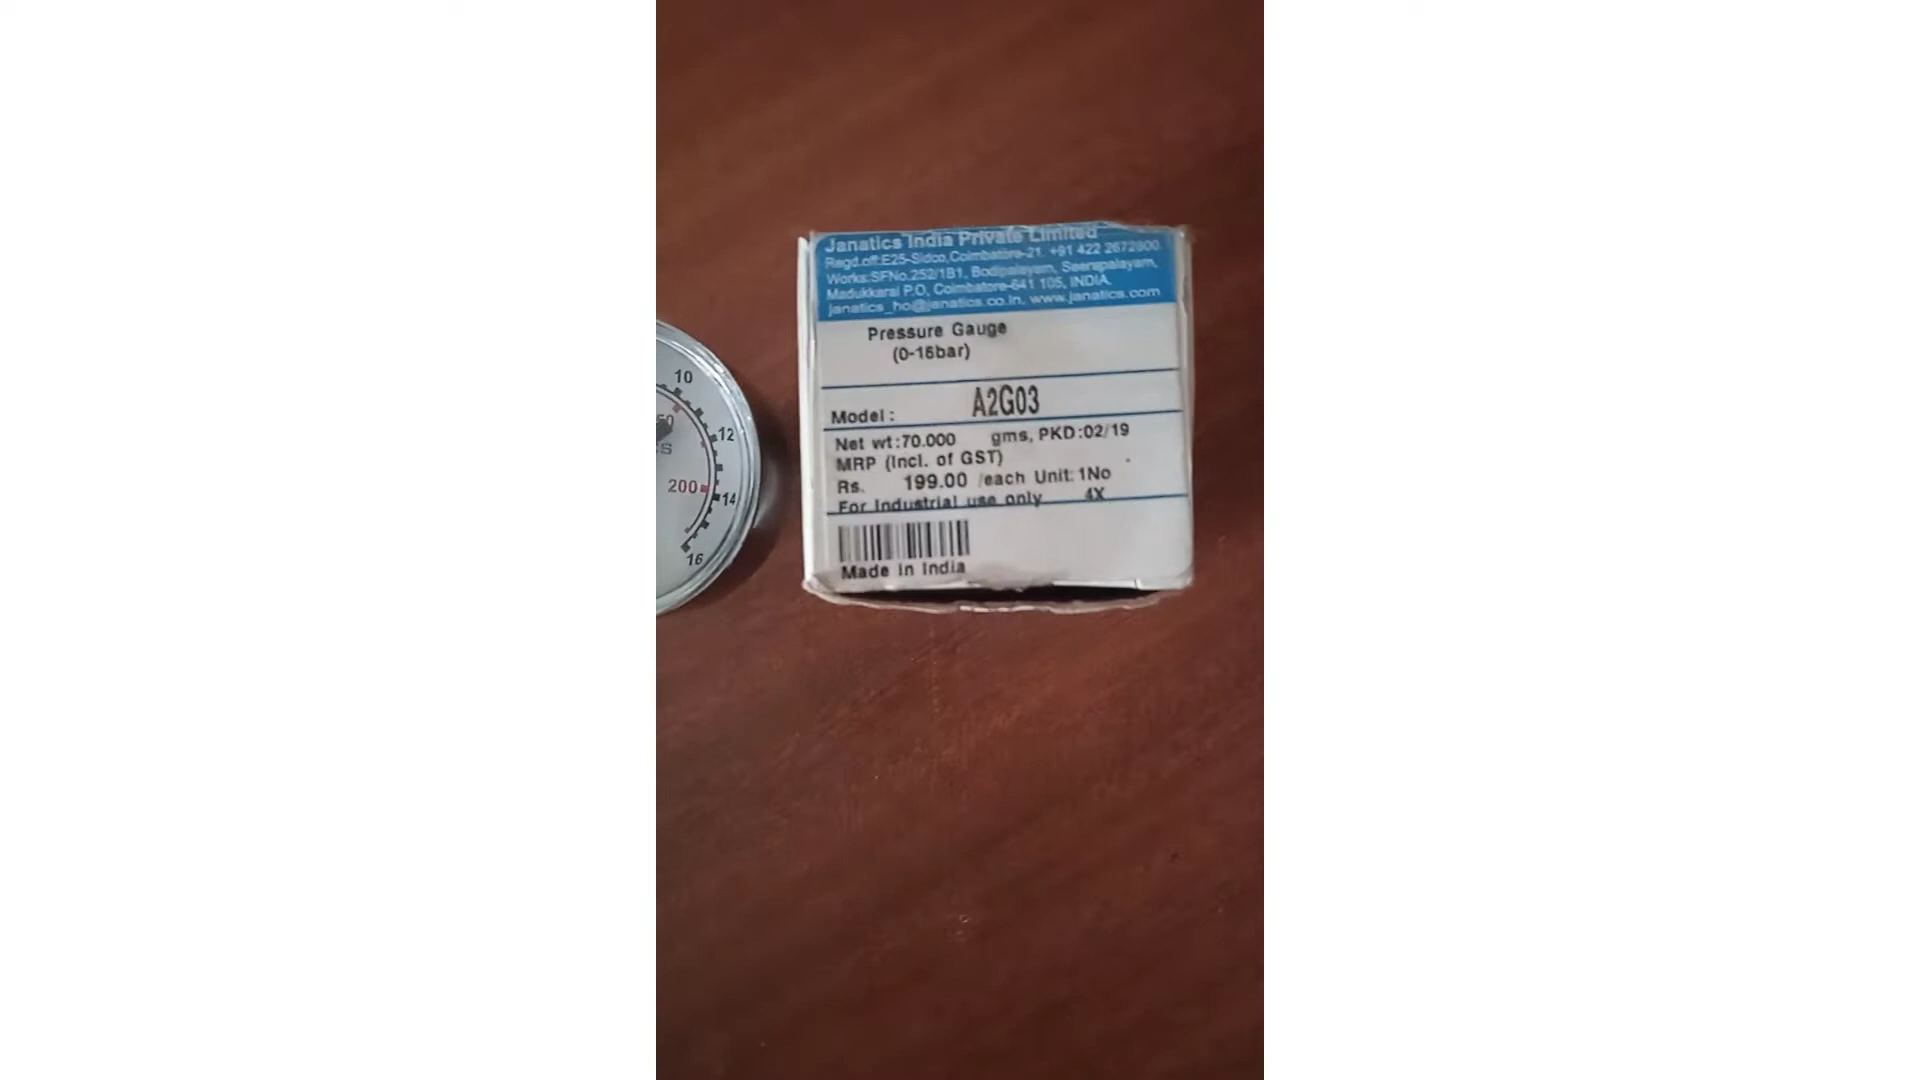 Janatics India Private Limited
Regd.off:E25-Sidco,Coimbatore-21. +91 422 2672800.
Works:SFNo.252/1B1, Bodipalayam, Seerapalayam,
Madukkarai P.O, Coimbatore-641 105, INDIA.
janatics_ho@janatics.co.in, www.janatics.com
Pressure Gauge
(0-16bar)
Model : A2G03
Net wt:70.000 gms, PKD:02/19
MRP (Incl. of GST)
Rs. 199.00 /each Unit: 1No
For Industrial use only 4X
Made in India
10
12
200
14
16